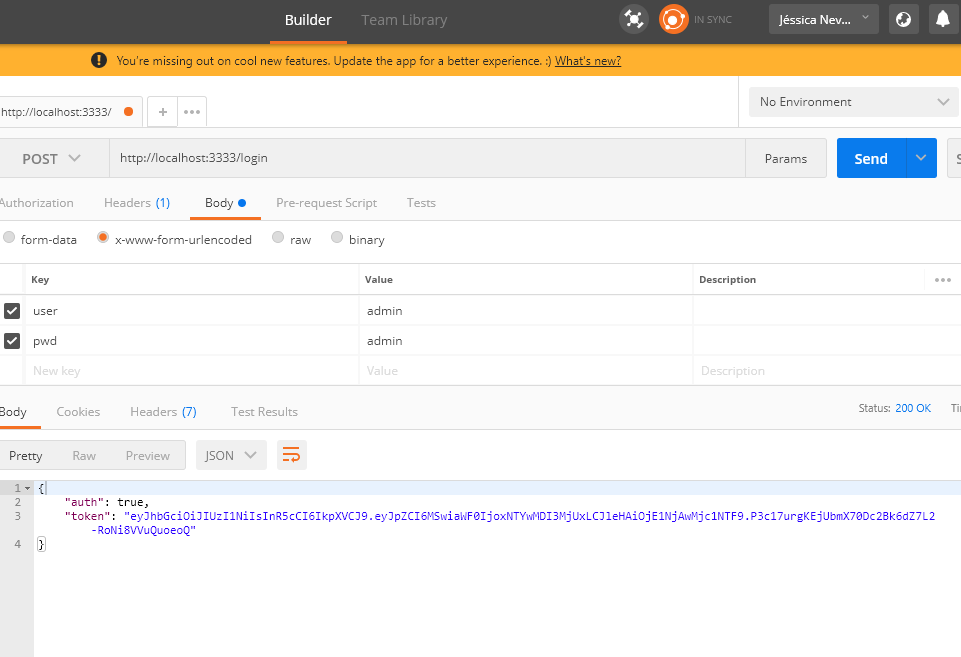 Builder Team Library IN SYNC Jéssica Nev...
You're missing out on cool new features. Update the app for a better experience. :) What's new?
http://localhost:3333/ + ••• No Environment
POST http://localhost:3333/login Params Send S
Authorization Headers (1) Body Pre-request Script Tests
form-data x-www-form-urlencoded raw binary
Key Value Description •••
user admin
pwd admin
New key Value Description
Body Cookies Headers (7) Test Results Status: 200 OK Ti
Pretty Raw Preview JSON
1 {
2 "auth": true,
3 "token": "eyJhbGciOiJIUzI1NiIsInR5cCI6IkpXVCJ9.eyJpZCI6MSwiaWF0IjoxNTYwMDI3MjUxLCJleHAiOjE1NjAwMjc1NTF9.P3c17urgKEjUbmX70Dc2Bk6dZ7L2
-RoNi8VVuQuoeoQ"
4 }